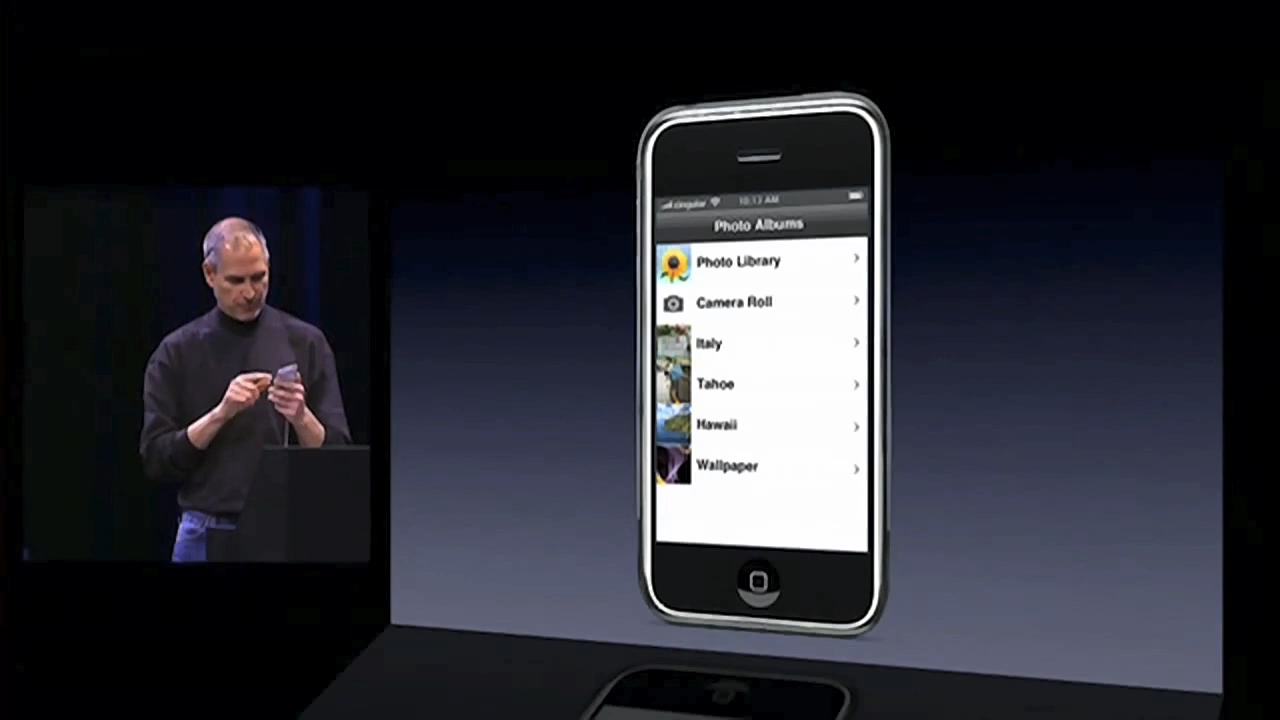 cingular 10:13 AM
Photo Albums
Photo Library
Camera Roll
Italy
Tahoe
Hawaii
Wallpaper